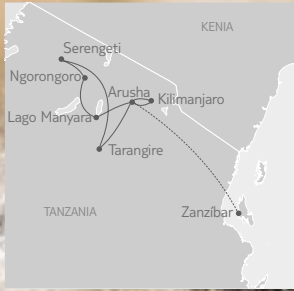 KENIA
Serengeti
Ngorongoro
Arusha
Kilimanjaro
Lago Manyara
Tarangire
TANZANIA
Zanzíbar